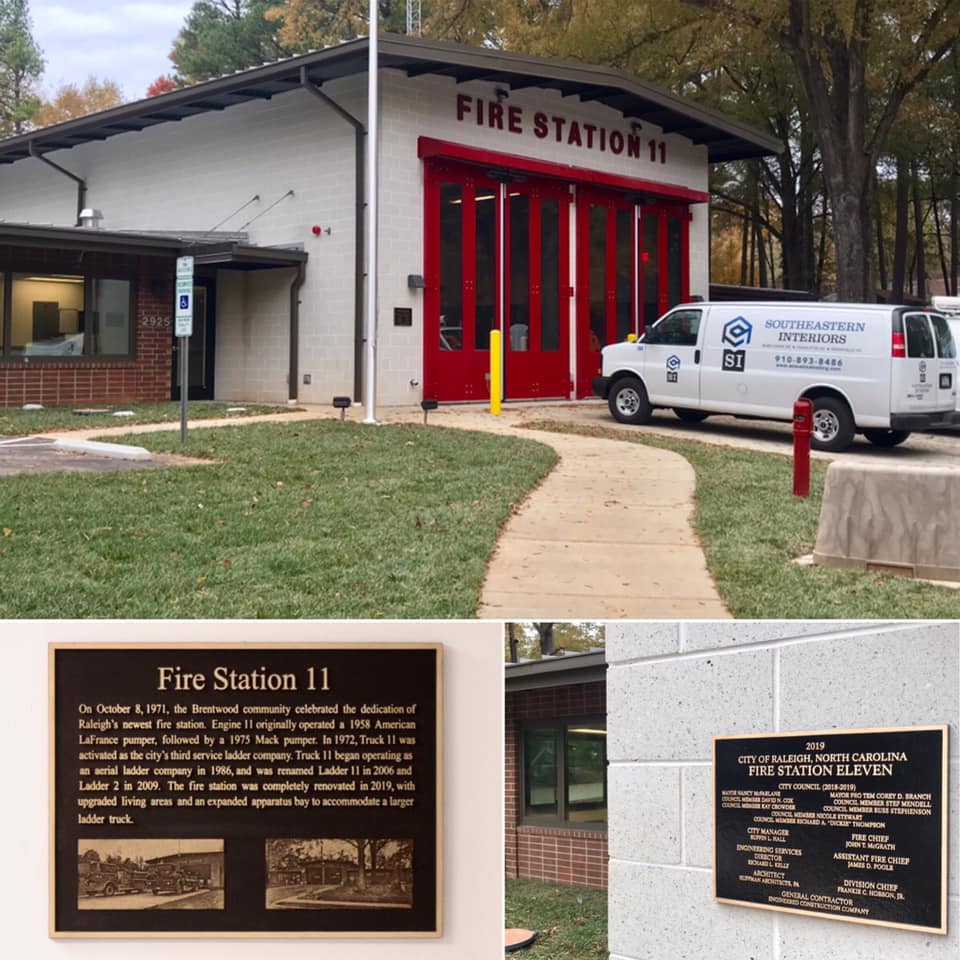 FIRE STATION 11
2925
SOUTHEASTERN
INTERIORS
910-893-8486
SI
SI
Fire Station 11
On October 8, 1971, the Brentwood community celebrated the dedication of
Raleigh's newest fire station. Engine 11 originally operated a 1958 American
LaFrance pumper, followed by a 1975 Mack pumper. In 1972, Truck 11 was
activated as the city's third service ladder company. Truck 11 began operating as
an aerial ladder company in 1986, and was renamed Ladder 11 in 2006 and
Ladder 2 in 2009. The fire station was completely renovated in 2019, with
upgraded living areas and an expanded apparatus bay to accommodate a larger
ladder truck.
2019
CITY OF RALEIGH, NORTH CAROLINA
FIRE STATION ELEVEN
CITY COUNCIL (2018-2019)
MAYOR NANCY McFARLANE
MAYOR PRO TEM COREY D. BRANCH
COUNCIL MEMBER DAVID N. COX
COUNCIL MEMBER STEF MENDELL
COUNCIL MEMBER KAY CROWDER
COUNCIL MEMBER RUSS STEPHENSON
COUNCIL MEMBER NICOLE STEWART
COUNCIL MEMBER RICHARD A. "DICKIE" THOMPSON
CITY MANAGER
RUFFIN L. HALL
FIRE CHIEF
JOHN T. McGRATH
ENGINEERING SERVICES
DIRECTOR
RICHARD L. KELLY
ASSISTANT FIRE CHIEF
JAMES D. POOLE
ARCHITECT
HUFFMAN ARCHITECTS, PA
DIVISION CHIEF
FRANKIE C. HOBSON, JR.
GENERAL CONTRACTOR
ENGINEERED CONSTRUCTION COMPANY